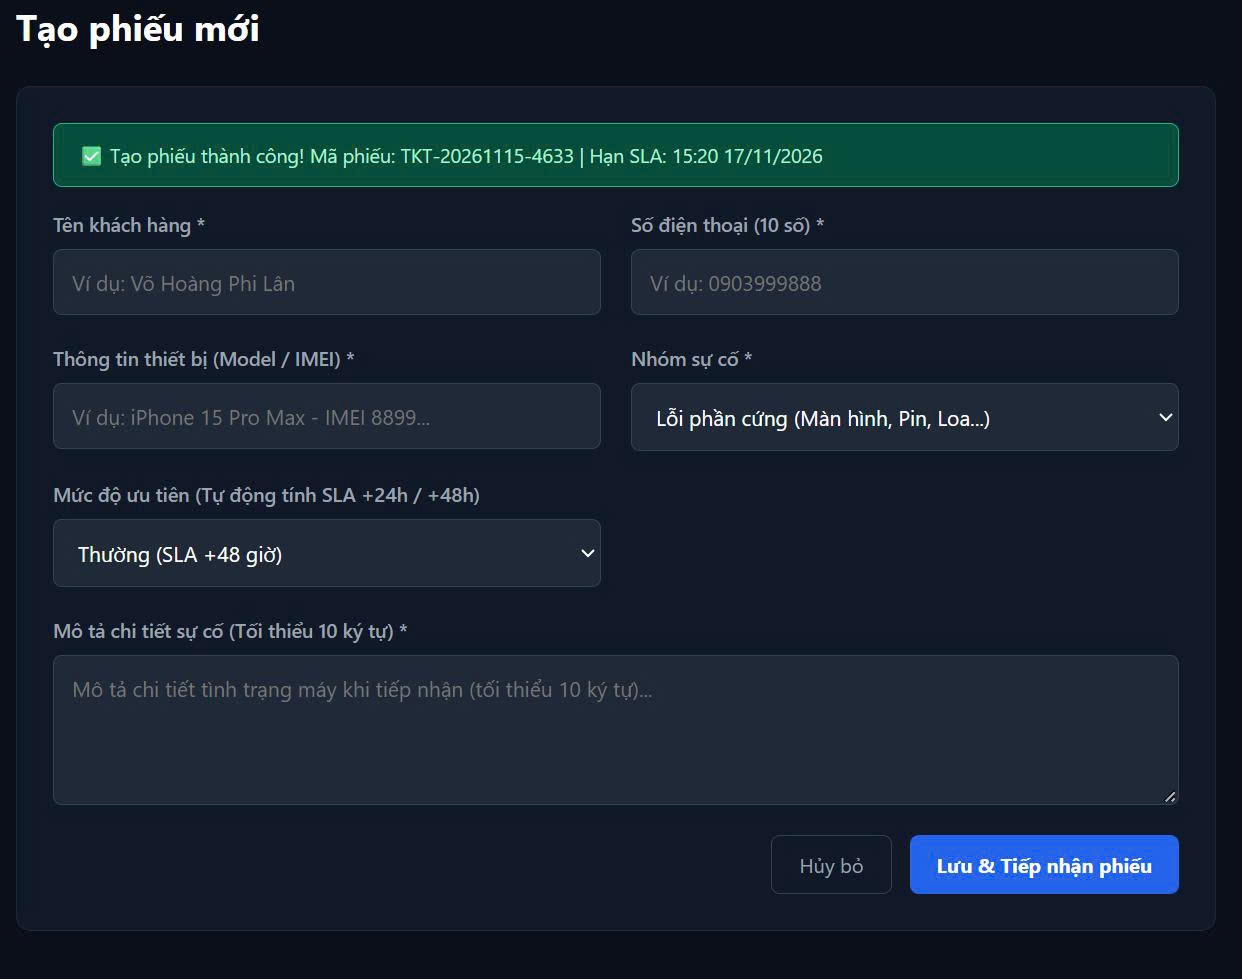 Tạo phiếu mới
✅ Tạo phiếu thành công! Mã phiếu: TKT-20261115-4633 | Hạn SLA: 15:20 17/11/2026
Tên khách hàng *
Số điện thoại (10 số) *
Ví dụ: Võ Hoàng Phi Lân
Ví dụ: 0903999888
Thông tin thiết bị (Model / IMEI) *
Nhóm sự cố *
Ví dụ: iPhone 15 Pro Max - IMEI 8899...
Lỗi phần cứng (Màn hình, Pin, Loa...)
Mức độ ưu tiên (Tự động tính SLA +24h / +48h)
Thường (SLA +48 giờ)
Mô tả chi tiết sự cố (Tối thiểu 10 ký tự) *
Mô tả chi tiết tình trạng máy khi tiếp nhận (tối thiểu 10 ký tự)...
Hủy bỏ
Lưu & Tiếp nhận phiếu